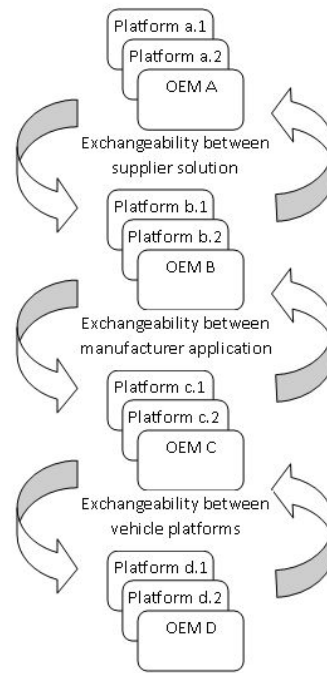 Platform a.1
Platform a.2
OEM A
Exchangeability between
supplier solution
Platform b.1
Platform b.2
OEM B
Exchangeability between
manufacturer application
Platform c.1
Platform c.2
OEM C
Exchangeability between
vehicle platforms
Platform d.1
Platform d.2
OEM D